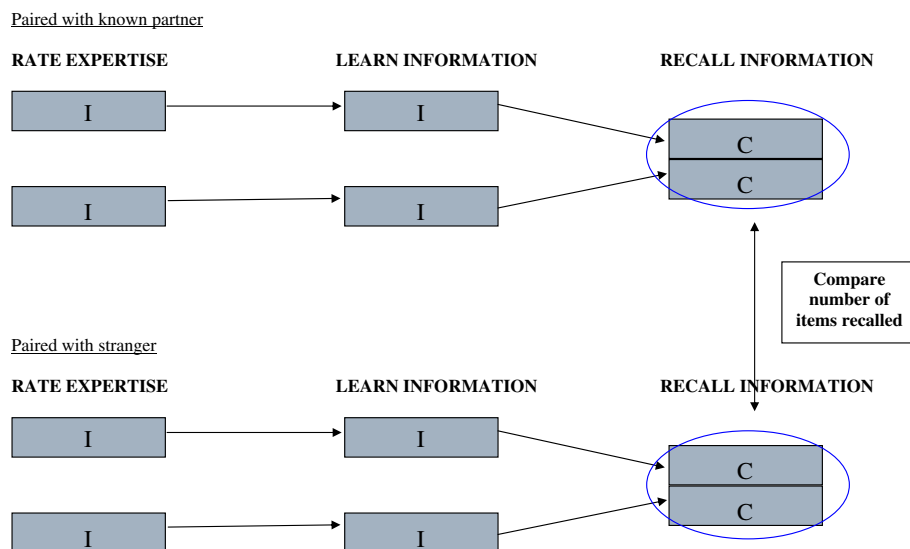 Paired with known partner
RATE EXPERTISE LEARN INFORMATION RECALL INFORMATION
I I
C
C
I I
Compare
number of
items recalled
Paired with stranger
RATE EXPERTISE LEARN INFORMATION RECALL INFORMATION
I I
C
C
I I